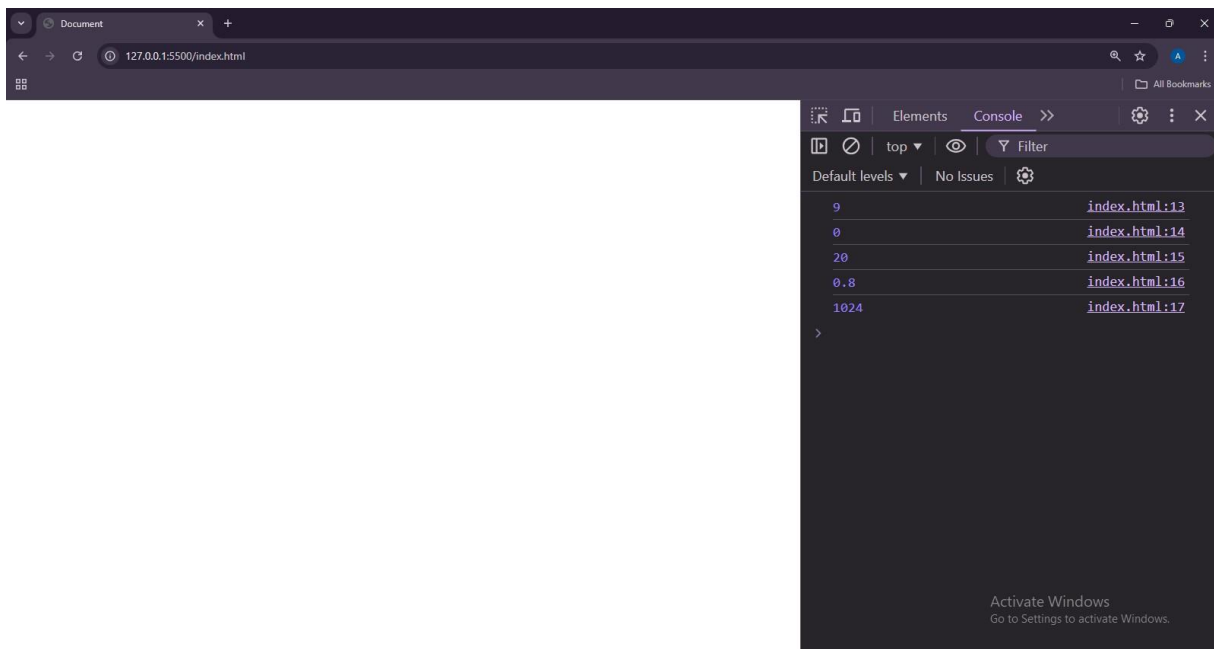 Document
127.0.0.1:5500/index.html
A
All Bookmarks
Elements Console
top Filter
Default levels No Issues
9 index.html:13
0 index.html:14
20 index.html:15
0.8 index.html:16
1024 index.html:17
Activate Windows
Go to Settings to activate Windows.